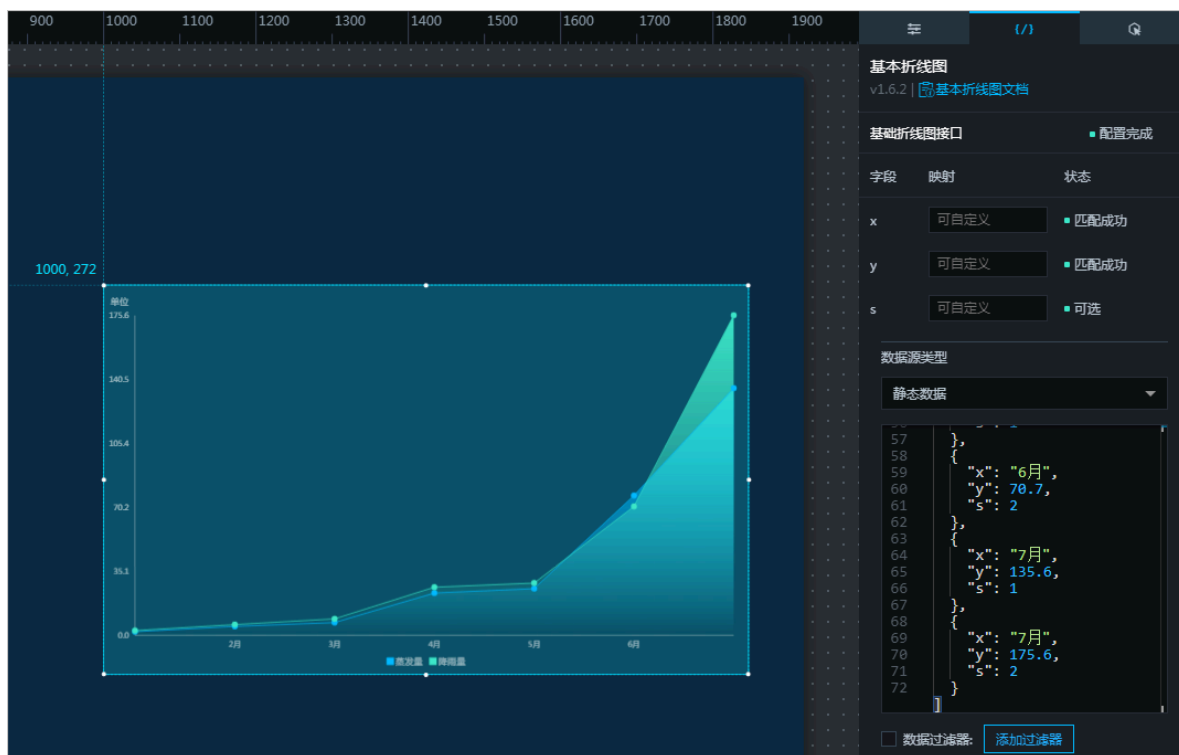 900 1000 1100 1200 1300 1400 1500 1600 1700 1800 1900
{/}
基本折线图
v1.6.2 | 基本折线图文档
基础折线图接口 配置完成
字段 映射 状态
x 可自定义 匹配成功
y 可自定义 匹配成功
s 可自定义 可选
1000, 272
单位
175.6
140.5
105.4
70.2
35.1
0.0
2月 3月 4月 5月 6月
蒸发量 降雨量
数据源类型
静态数据
57 },
58 {
59 "x": "6月",
60 "y": 70.7,
61 "s": 2
62 },
63 {
64 "x": "7月",
65 "y": 135.6,
66 "s": 1
67 },
68 {
69 "x": "7月",
70 "y": 175.6,
71 "s": 2
72 }
]
数据过滤器: 添加过滤器